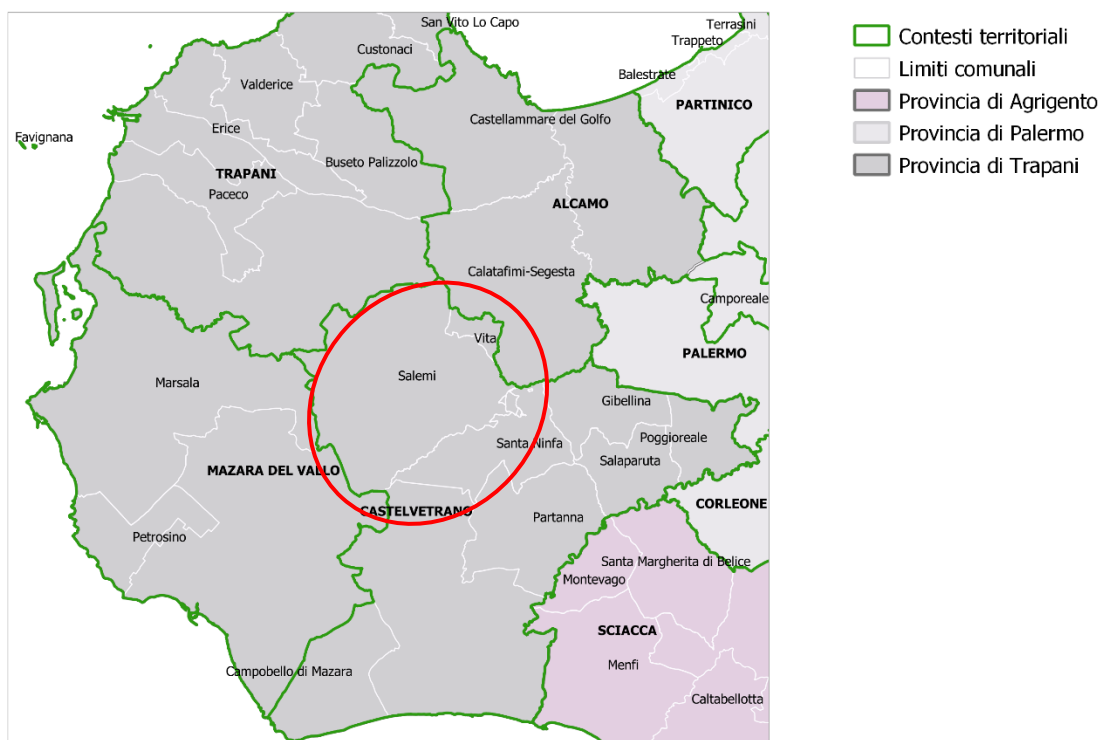 San Vito Lo Capo
Terrasini
Trappeto
Custonaci
Balestrate
Valderice
PARTINICO
Castellammare del Golfo
Erice
Favignana
Buseto Palizzolo
TRAPANI
Paceco
ALCAMO
Calatafimi-Segesta
Camporeale
Vita
PALERMO
Salemi
Marsala
Gibellina
Santa Ninfa
Poggioreale
Salaparuta
MAZARA DEL VALLO
CORLEONE
CASTELVETRANO
Partanna
Petrosino
Santa Margherita di Belice
Montevago
SCIACCA
Menfi
Campobello di Mazara
Caltabellotta
Contesti territoriali
Limiti comunali
Provincia di Agrigento
Provincia di Palermo
Provincia di Trapani